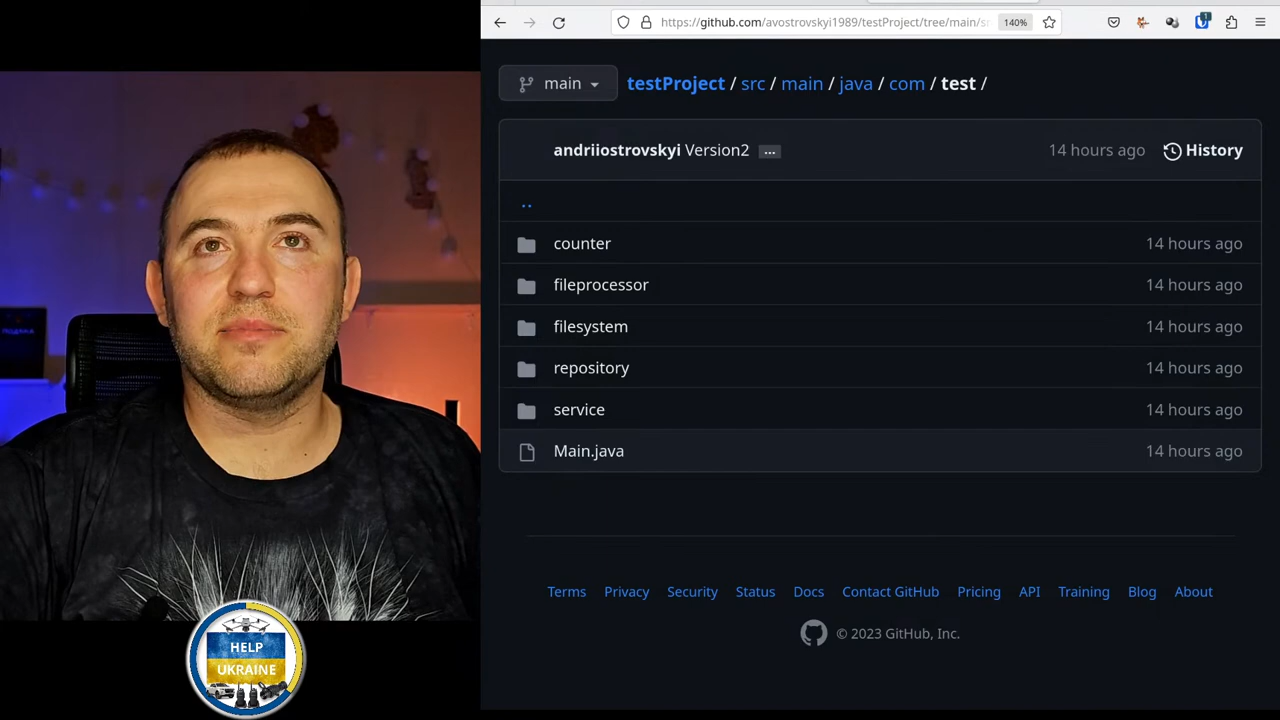 https://github.com/avostrovskyi1989/testProject/tree/main/s
140%
1
main
testProject / src / main / java / com / test /
andriiostrovskyi Version2 ...
14 hours ago
History
..
counter 14 hours ago
fileprocessor 14 hours ago
filesystem 14 hours ago
repository 14 hours ago
service 14 hours ago
Main.java 14 hours ago
Terms Privacy Security Status Docs Contact GitHub Pricing API Training Blog About
© 2023 GitHub, Inc.
HELP
UKRAINE